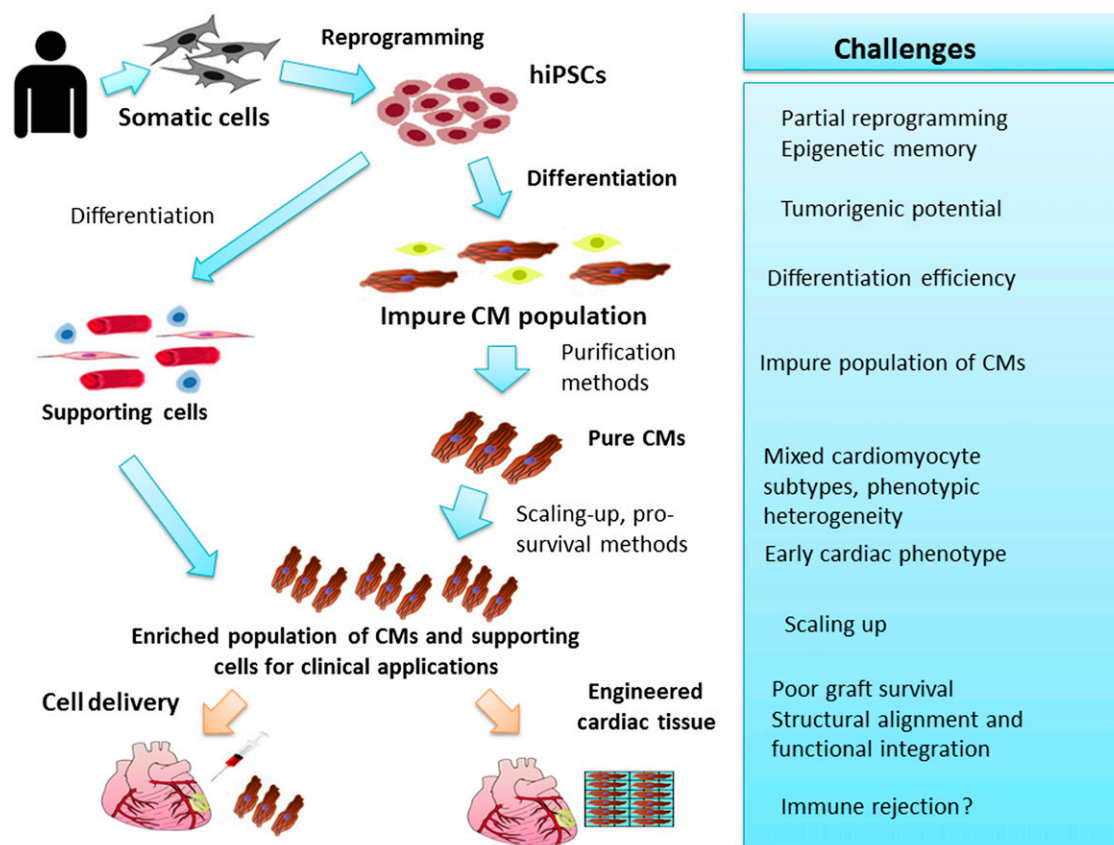 Reprogramming
hiPSCs
Somatic cells
Differentiation
Differentiation
Impure CM population
Purification
methods
Supporting cells
Pure CMs
Scaling-up, pro-
survival methods
Enriched population of CMs and supporting
cells for clinical applications
Cell delivery
Engineered
cardiac tissue
Challenges
Partial reprogramming
Epigenetic memory
Tumorigenic potential
Differentiation efficiency
Impure population of CMs
Mixed cardiomyocyte
subtypes, phenotypic
heterogeneity
Early cardiac phenotype
Scaling up
Poor graft survival
Structural alignment and
functional integration
Immune rejection?